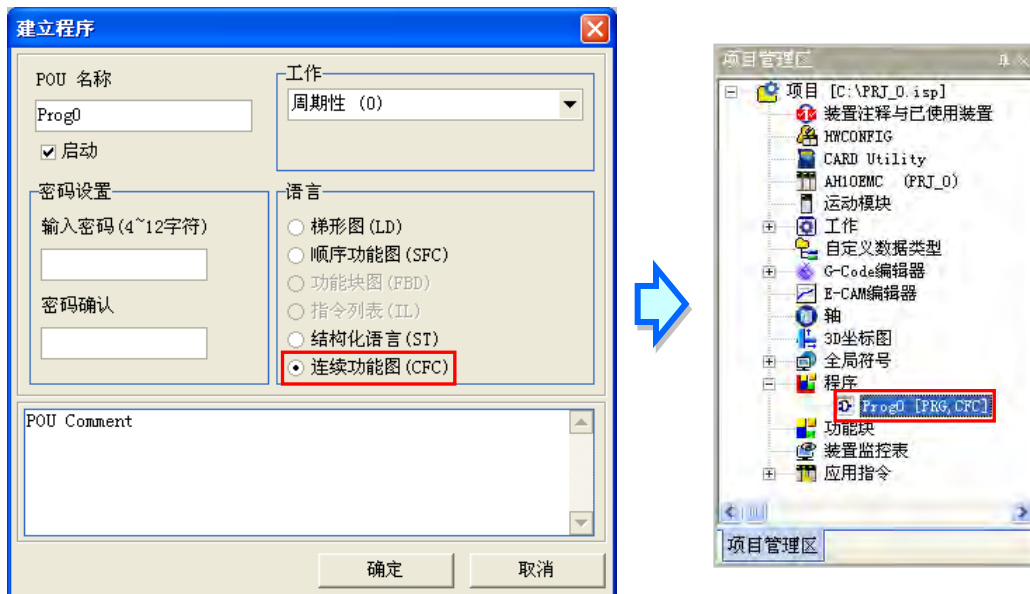 建立程序
POU 名称
Prog0
启动
工作
周期性 (0)
密码设置
输入密码(4~12字符)
密码确认
语言
梯形图(LD)
顺序功能图(SFC)
功能块图(FBD)
指令列表(IL)
结构化语言(ST)
连续功能图(CFC)
POU Comment
确定
取消
项目管理区
项目 [C:\PRJ_0.isp]
装置注释与已使用装置
HWCONFIG
CARD Utility
AH10EMC (PRJ_0)
运动模块
工作
自定义数据类型
G-Code编辑器
E-CAM编辑器
轴
3D坐标图
全局符号
程序
Prog0 [PRG,CFC]
功能块
装置监控表
应用指令
项目管理区